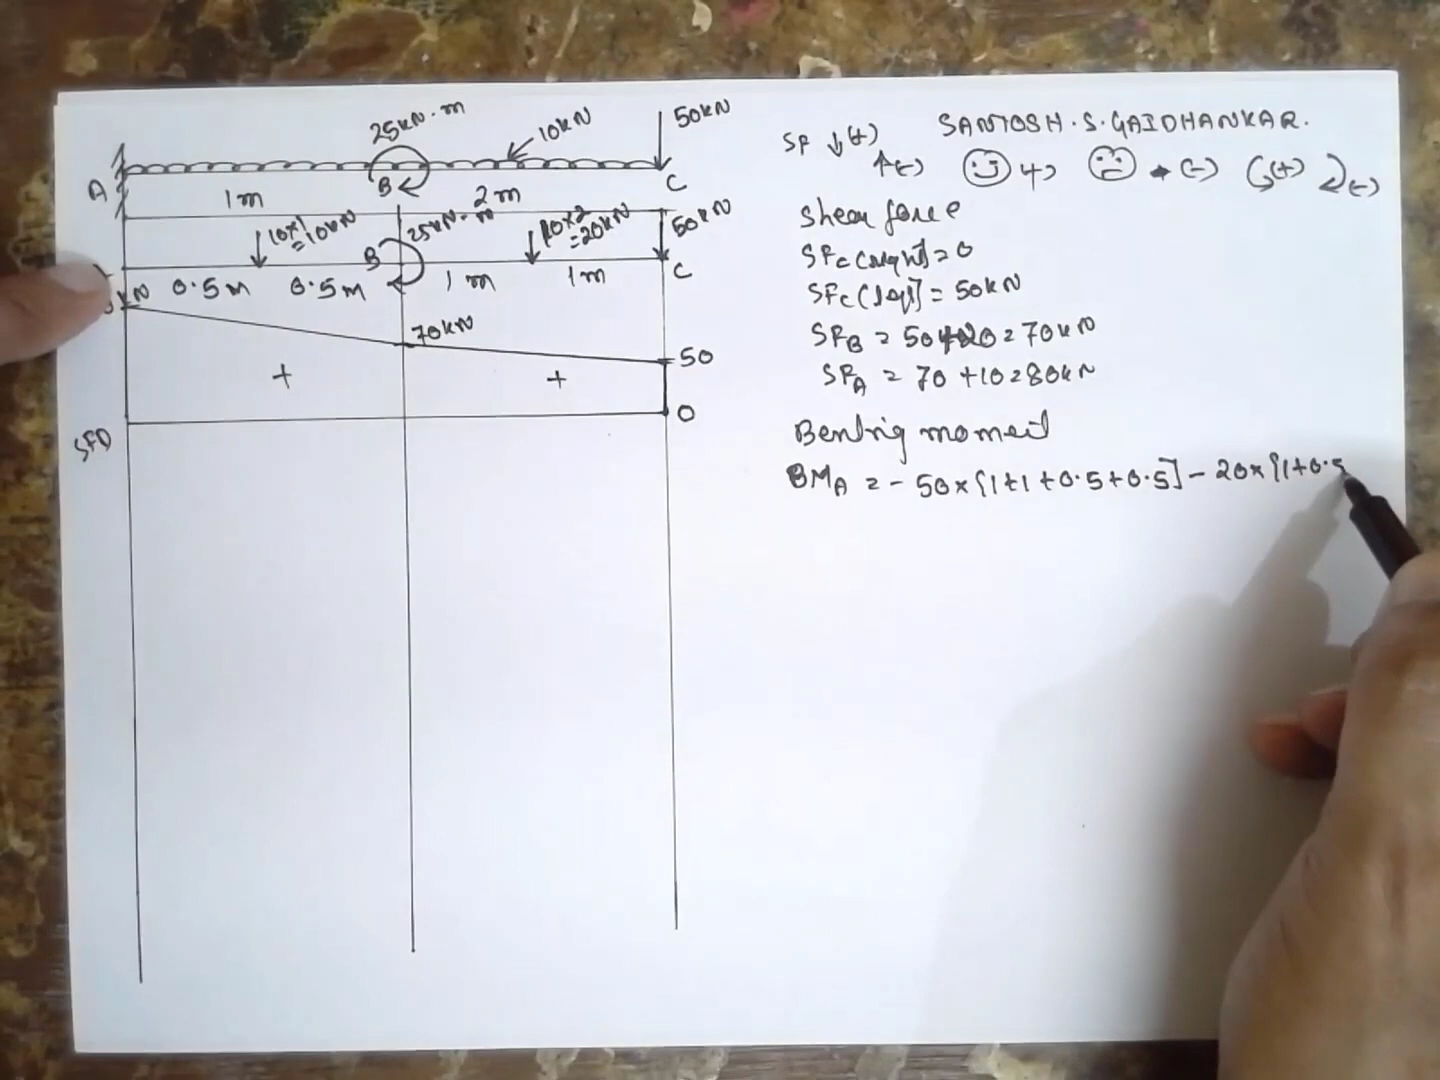 25kN.m
10kN
50kN
A
B
C
1m
2m
10×1
=10kN
25kN-m
10×2
=20kN
50kN
B
C
0.5m
0.5m
1m
1m
kN
70kN
50
+
+
0
SFD
SANTOSH.S.GAIDHANKAR.
SF ↓(+)
↑(-)
(+)
(-)
(+)
(-)
Shear force
SFc(right) = 0
SFc(left) = 50kN
SFB = 50+20 = 70kN
SFA = 70+10=80kN
Bending moment
BMA = - 50×[1+1+0.5+0.5] - 20×[1+0.5